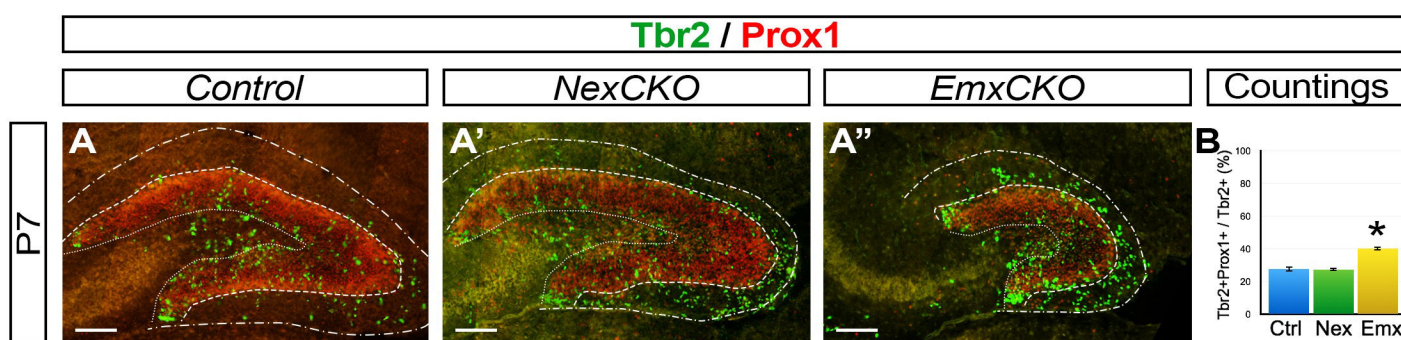 Tbr2 / Prox1
Control
NexCKO
EmxCKO
Countings
P7
A
A'
A"
B
Tbr2+Prox1+ / Tbr2+ (%)
100
80
60
40
20
0
*
Ctrl Nex Emx